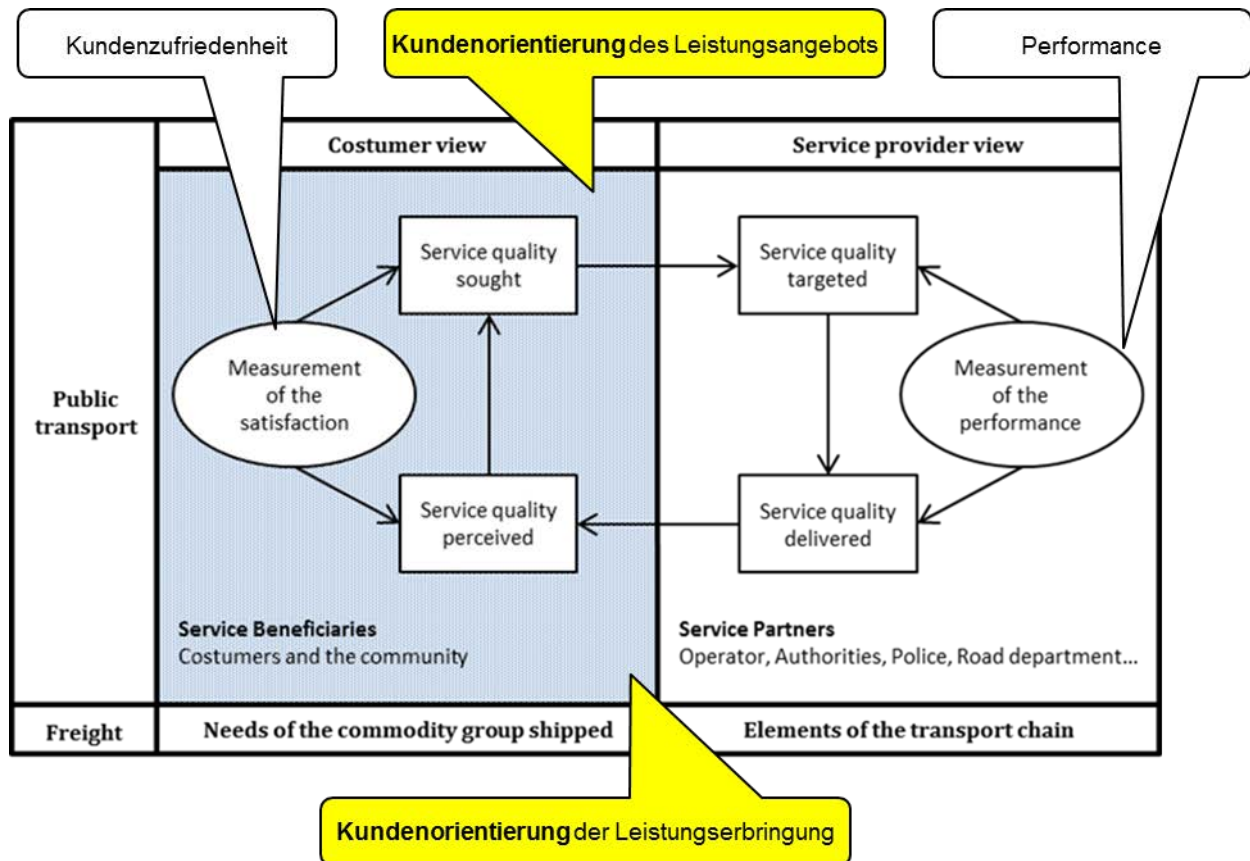 Kundenzufriedenheit
Kundenorientierung des Leistungsangebots
Performance
Costumer view
Service provider view
Public
transport
Service quality
sought
Service quality
targeted
Measurement
of the
satisfaction
Measurement
of the
performance
Service quality
perceived
Service quality
delivered
Service Beneficiaries
Costumers and the community
Service Partners
Operator, Authorities, Police, Road department...
Freight
Needs of the commodity group shipped
Elements of the transport chain
Kundenorientierung der Leistungserbringung